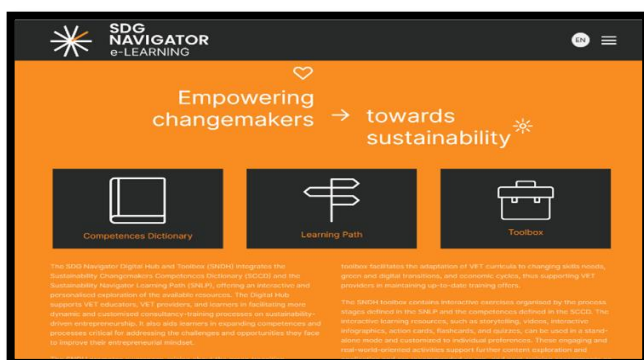 SDG
NAVIGATOR
e-LEARNING
EN
Empowering
changemakers → towards
sustainability
Competences Dictionary
Learning Path
Toolbox
The SDG Navigator Digital Hub and Toolbox (SNDH) integrates the
Sustainability Changemakers Competences Dictionary (SCCD) and the
Sustainability Navigator Learning Path (SNLP), offering an interactive and
personalised exploration of the available resources. The Digital Hub
supports VET educators, VET providers, and learners in facilitating more
dynamic and customised consultancy-training processes on sustainability-
driven entrepreneurship. It also aids learners in expanding competences and
processes critical for addressing the challenges and opportunities they face
to improve their entrepreneurial mindset.
toolbox facilitates the adaptation of VET curricula to changing skills needs,
green and digital transitions, and economic cycles, thus supporting VET
providers in maintaining up-to-date training offers.
The SNDH toolbox contains interactive exercises organised by the process
stages defined in the SNLP and the competences defined in the SCCD. The
interactive learning resources, such as storytelling, videos, interactive
infographics, action-cards, flashcards, and quizzes, can be used in a stand-
alone mode and customized to individual preferences. These engaging and
real-world-oriented activities support further content exploration and